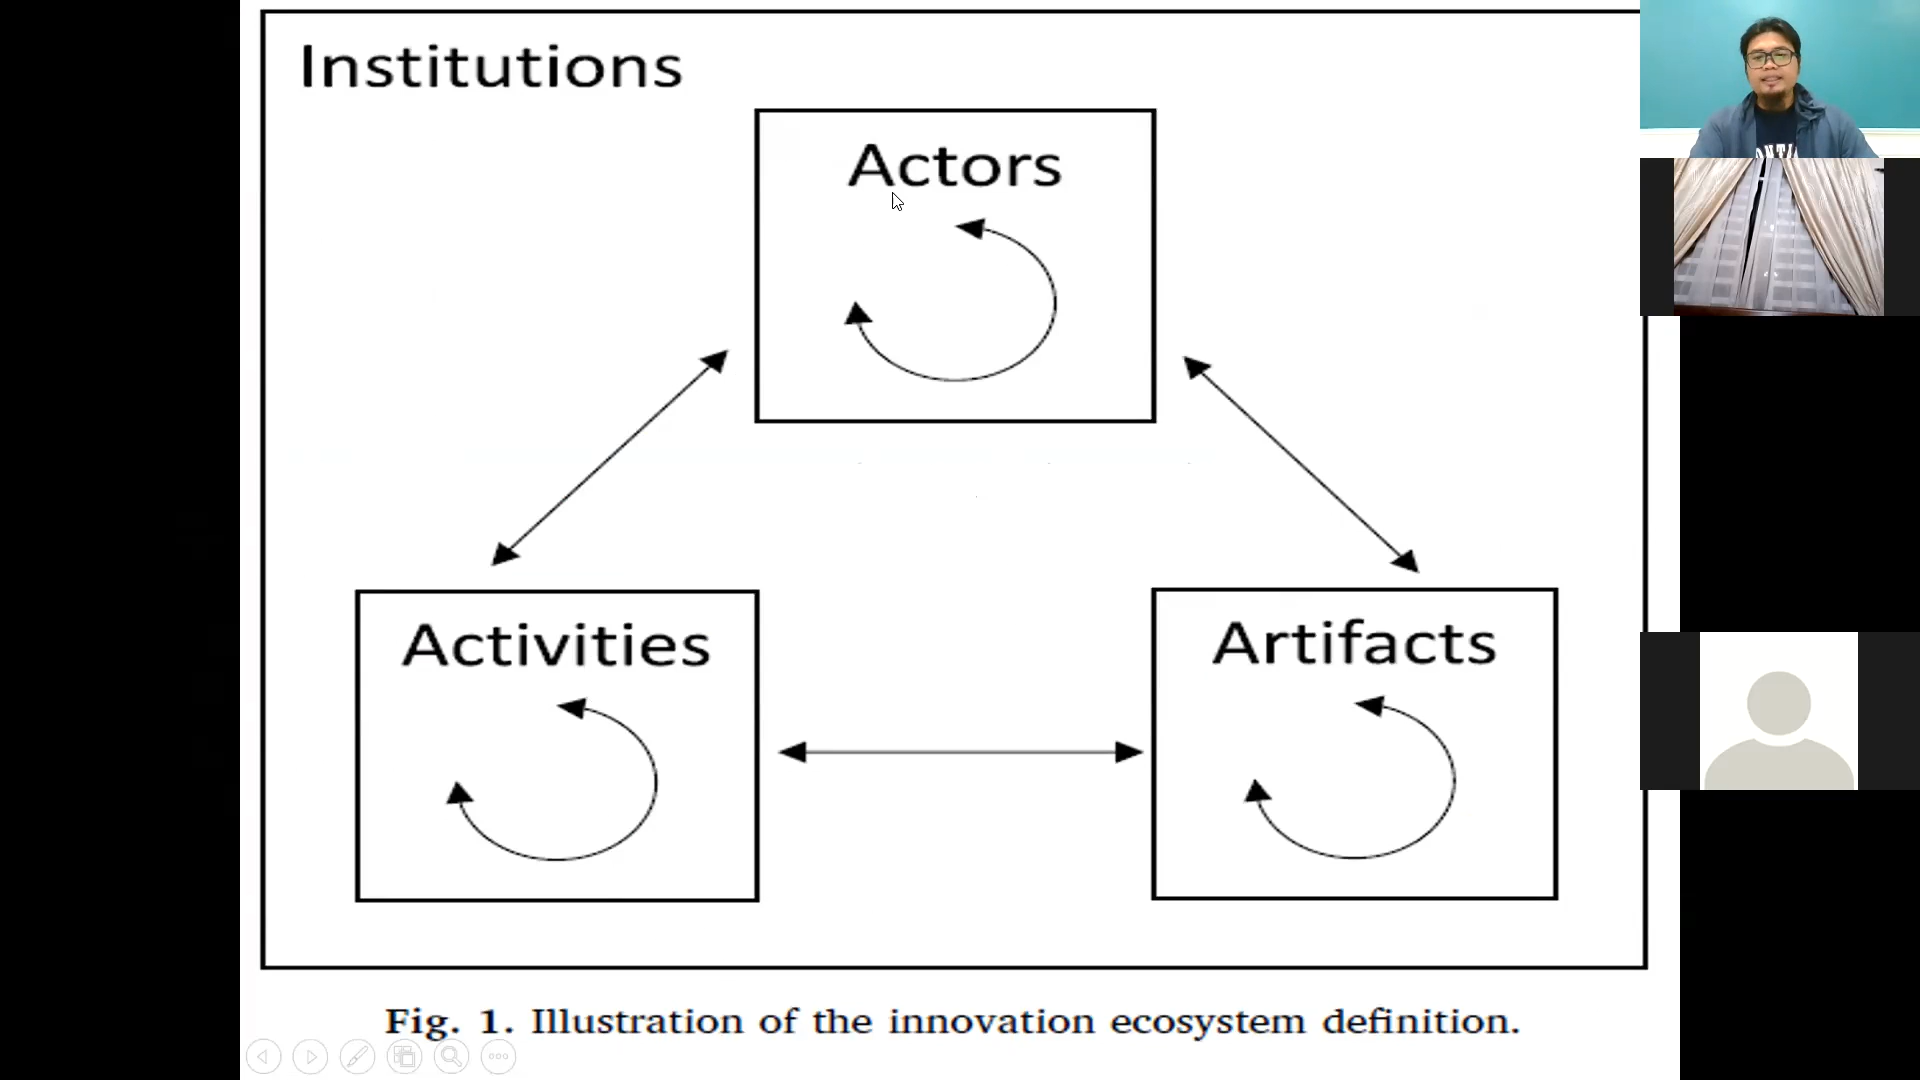 Institutions
Actors
Activities
Artifacts
Fig. 1. Illustration of the innovation ecosystem definition.